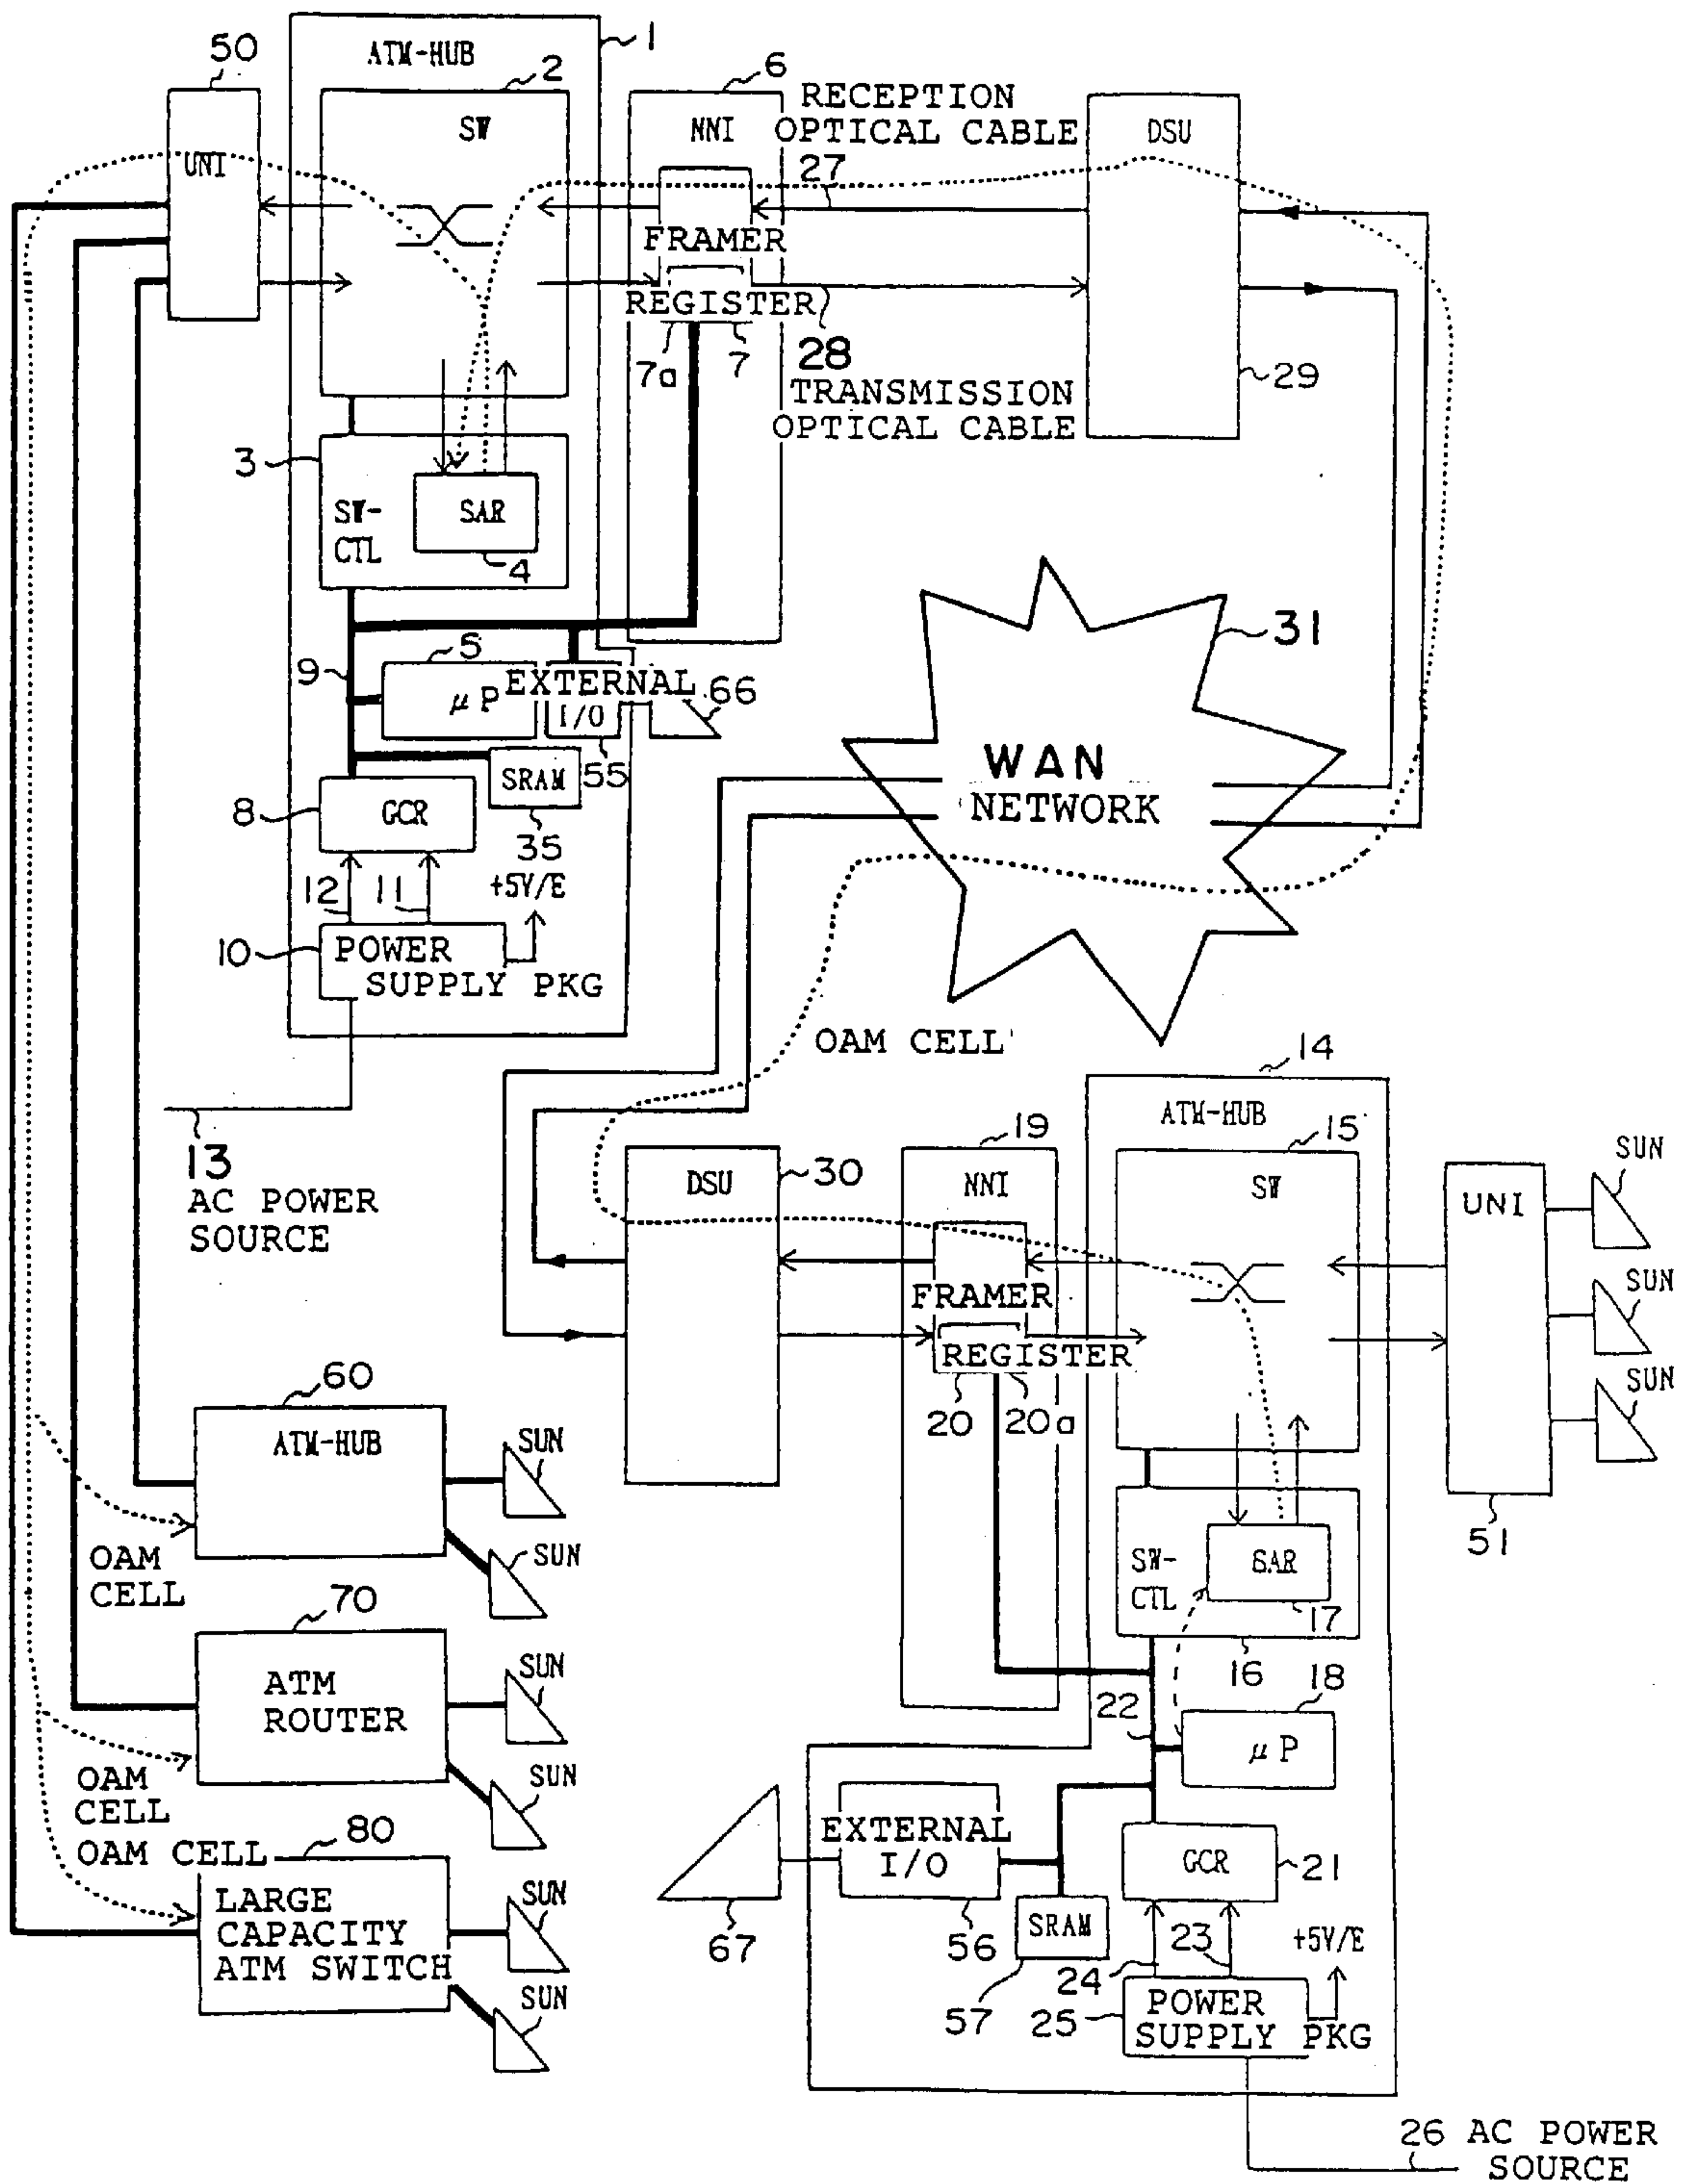 50
ATM-HUB
1
2
SW
UNI
6
NNI
RECEPTION
OPTICAL CABLE
27
DSU
FRAMER
REGISTER
7a
7
28
TRANSMISSION
OPTICAL CABLE
29
3
SW-
CTL
SAR
4
9
5
μP
EXTERNAL
I/O
66
55
SRAM
35
8
GCR
12
11
+5V/E
10
POWER
SUPPLY PKG
13
AC POWER
SOURCE
31
WAN
NETWORK
OAM CELL
14
ATM-HUB
15
SW
19
NNI
30
DSU
FRAMER
REGISTER
20
20a
UNI
SUN
SUN
SUN
51
SW-
CTL
SAR
17
16
18
22
μP
EXTERNAL
I/O
67
56
SRAM
57
GCR
21
24
23
+5V/E
25
POWER
SUPPLY PKG
26 AC POWER
SOURCE
60
ATM-HUB
SUN
SUN
OAM
CELL
70
ATM
ROUTER
SUN
SUN
OAM
CELL
80
OAM CELL
LARGE
CAPACITY
ATM SWITCH
SUN
SUN